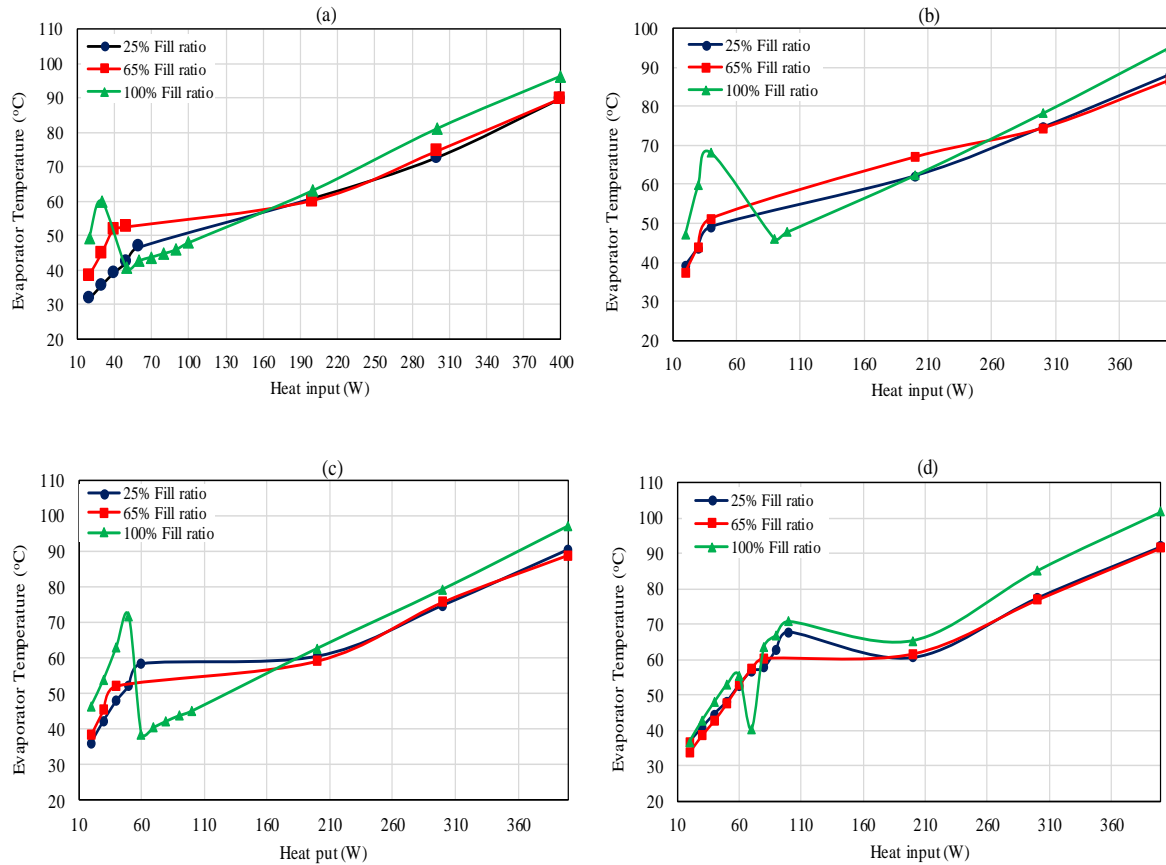 (a)
25% Fill ratio
65% Fill ratio
100% Fill ratio
Evaporator Temperature (°C)
110
100
90
80
70
60
50
40
30
20
10 40 70 100 130 160 190 220 250 280 310 340 370 400
Heat input (W)
(b)
25% Fill ratio
65% Fill ratio
100% Fill ratio
Evaporator Temperature (°C)
100
90
80
70
60
50
40
30
20
10 60 110 160 210 260 310 360
Heat input (W)
(c)
25% Fill ratio
65% Fill ratio
100% Fill ratio
Evaporator Temperature (°C)
110
100
90
80
70
60
50
40
30
20
10 60 110 160 210 260 310 360
Heat put (W)
(d)
25% Fill ratio
65% Fill ratio
100% Fill ratio
Evaporator Temperature (°C)
110
100
90
80
70
60
50
40
30
20
10 60 110 160 210 260 310 360
Heat input (W)